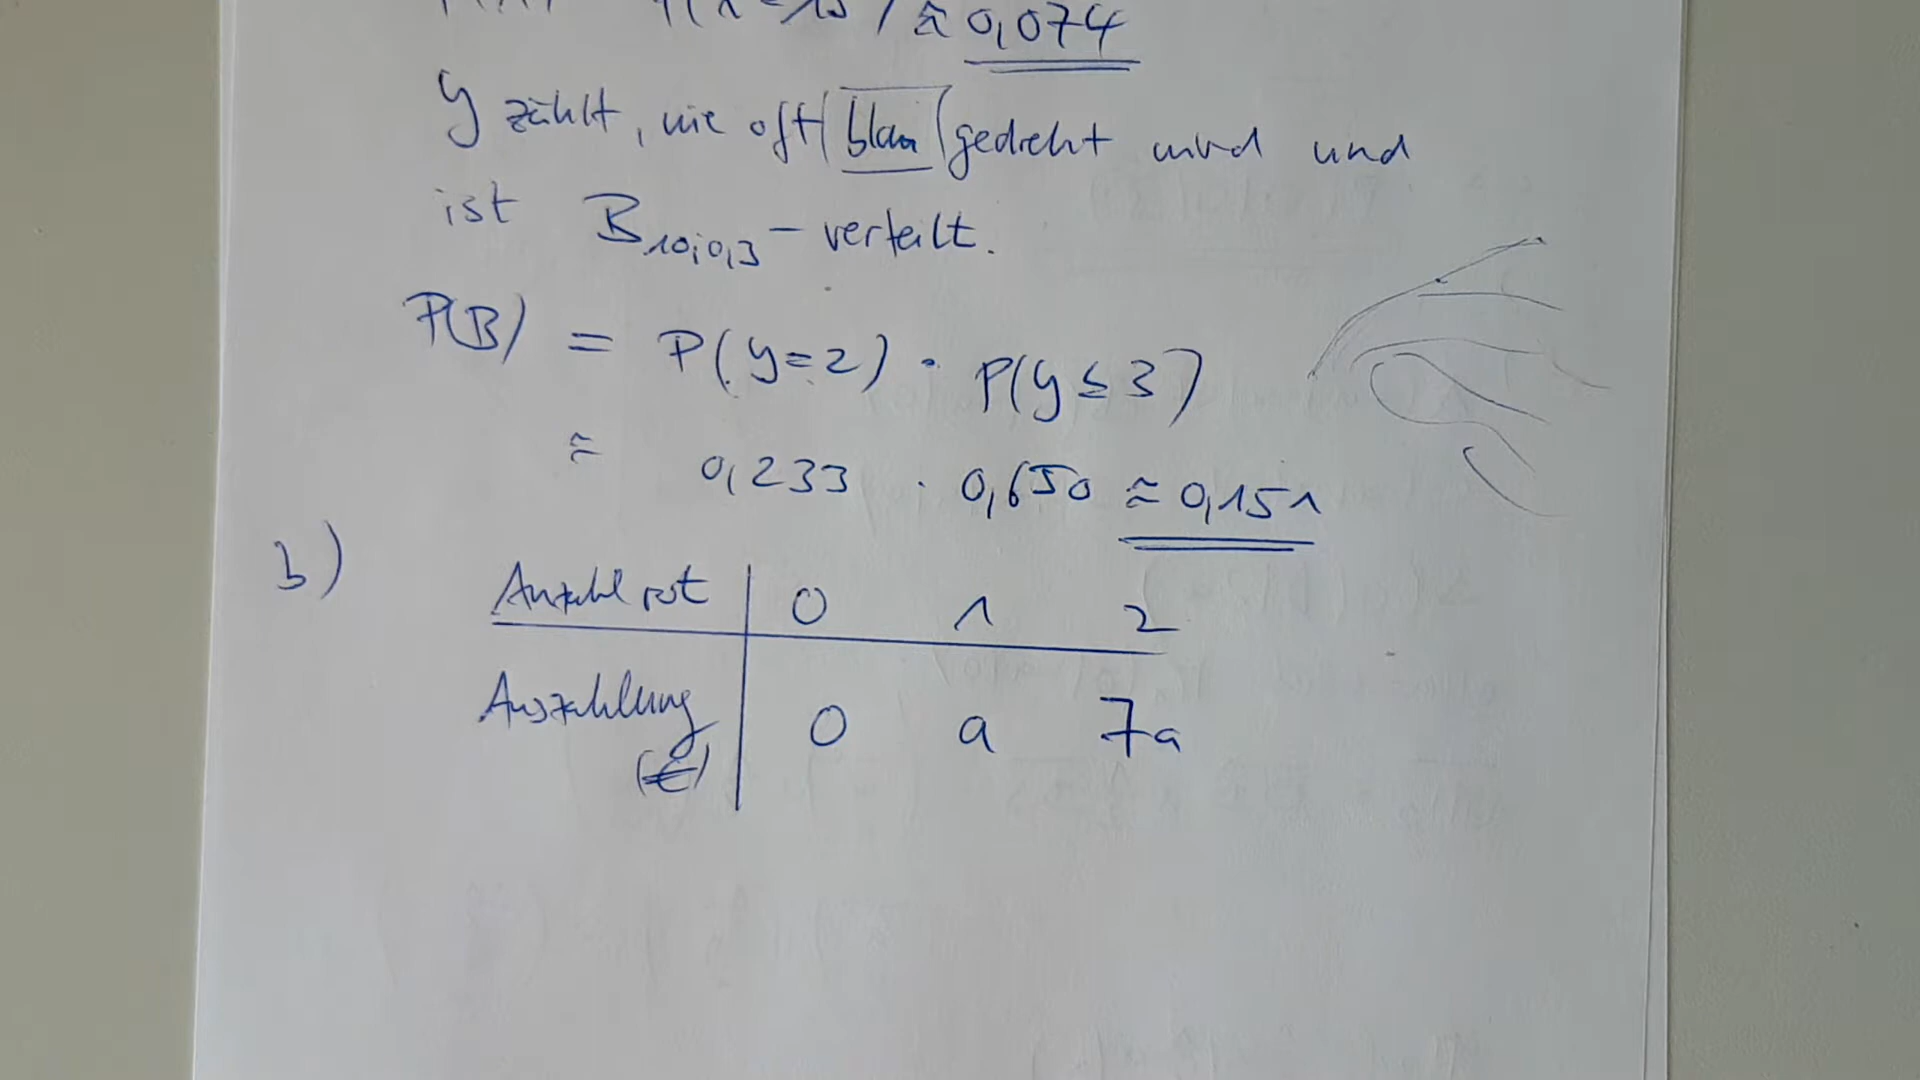 ≈ 0,074
Y zählt, wie oft blau gedreht wird und
ist B10;0,3 - verteilt.
P(B) = P(Y=2) · P(Y≤3)
≈ 0,233 · 0,650 ≈ 0,151
b)
Anzahl rot 0 1 2
Auszahlung 0 a 7a
(€)